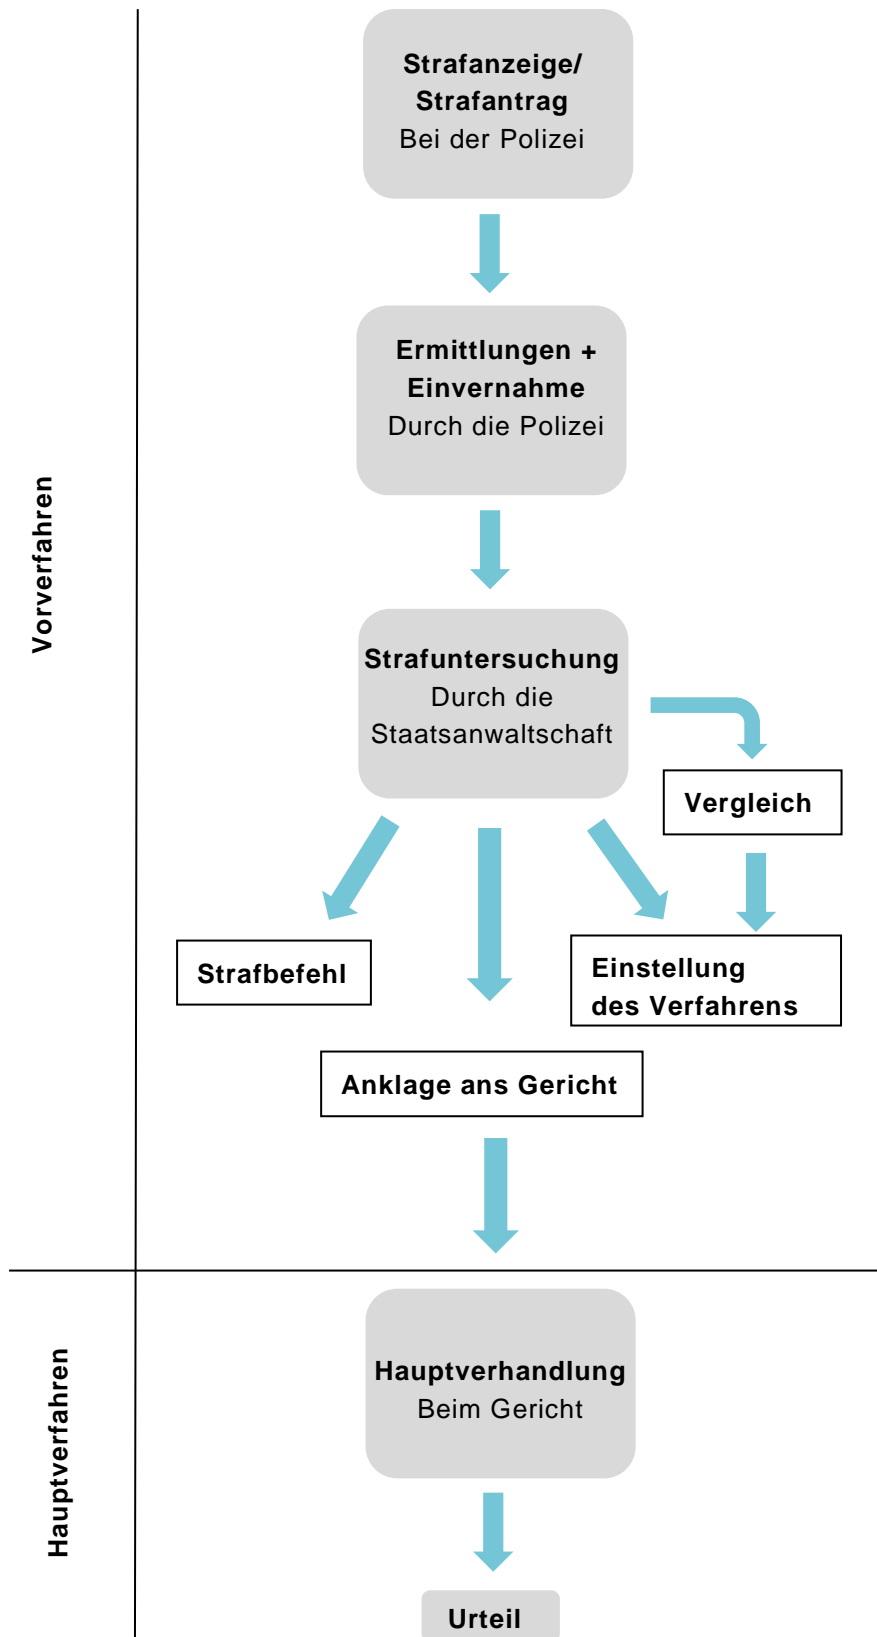 Vorverfahren
Strafanzeige/
Strafantrag
Bei der Polizei
Ermittlungen +
Einvernahme
Durch die Polizei
Strafuntersuchung
Durch die
Staatsanwaltschaft
Vergleich
Strafbefehl
Einstellung
des Verfahrens
Anklage ans Gericht
Hauptverfahren
Hauptverhandlung
Beim Gericht
Urteil